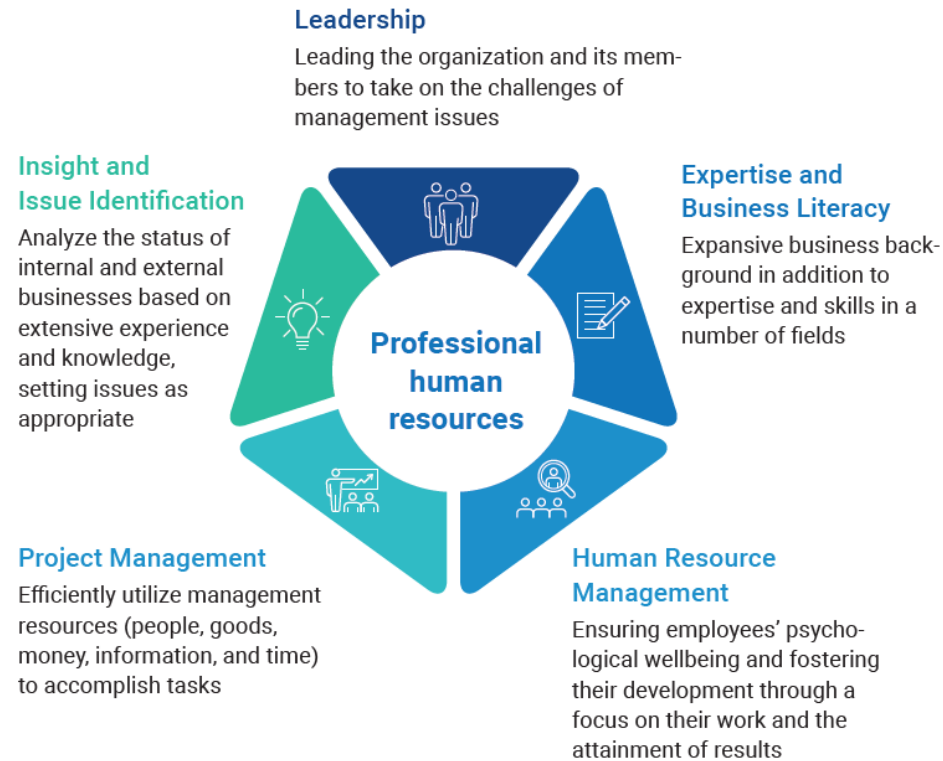 Leadership
Leading the organization and its mem-
bers to take on the challenges of
management issues
Insight and
Issue Identification
Analyze the status of
internal and external
businesses based on
extensive experience
and knowledge,
setting issues as
appropriate
Expertise and
Business Literacy
Expansive business back-
ground in addition to
expertise and skills in a
number of fields
Professional
human
resources
Project Management
Efficiently utilize management
resources (people, goods,
money, information, and time)
to accomplish tasks
Human Resource
Management
Ensuring employees’ psycho-
logical wellbeing and fostering
their development through a
focus on their work and the
attainment of results